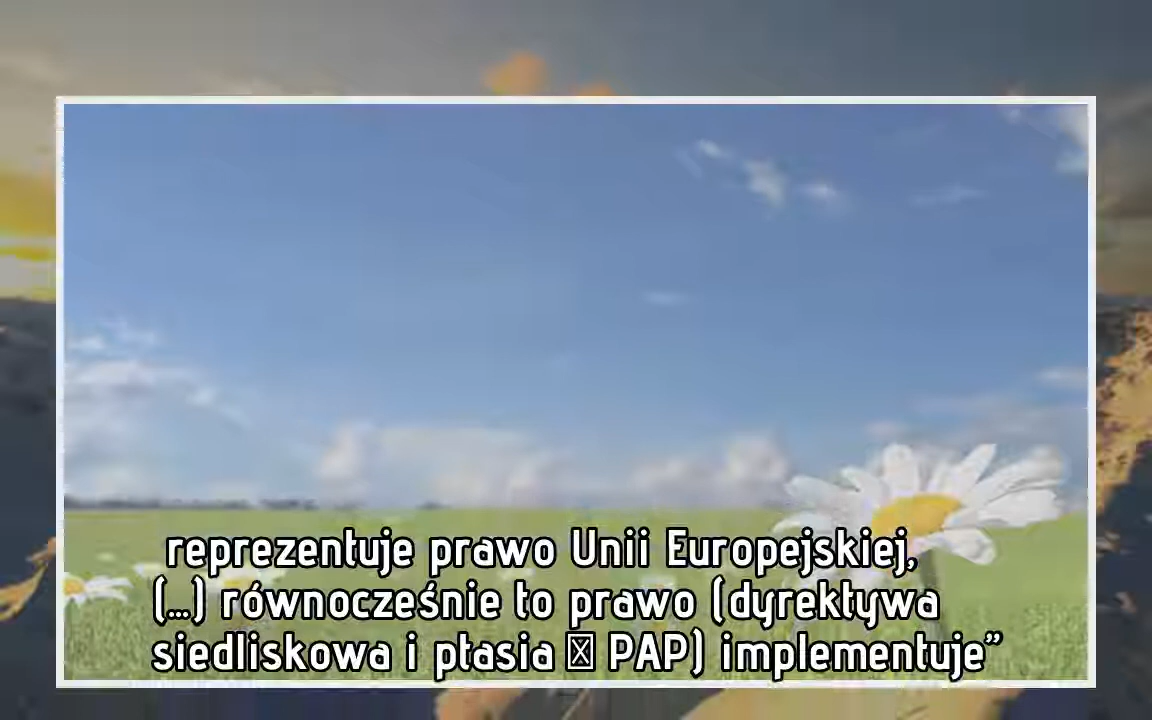 reprezentuje prawo Unii Europejskiej,
(...) równocześnie to prawo (dyrektywa
siedliskowa i ptasia ☒ PAP) implementuje”